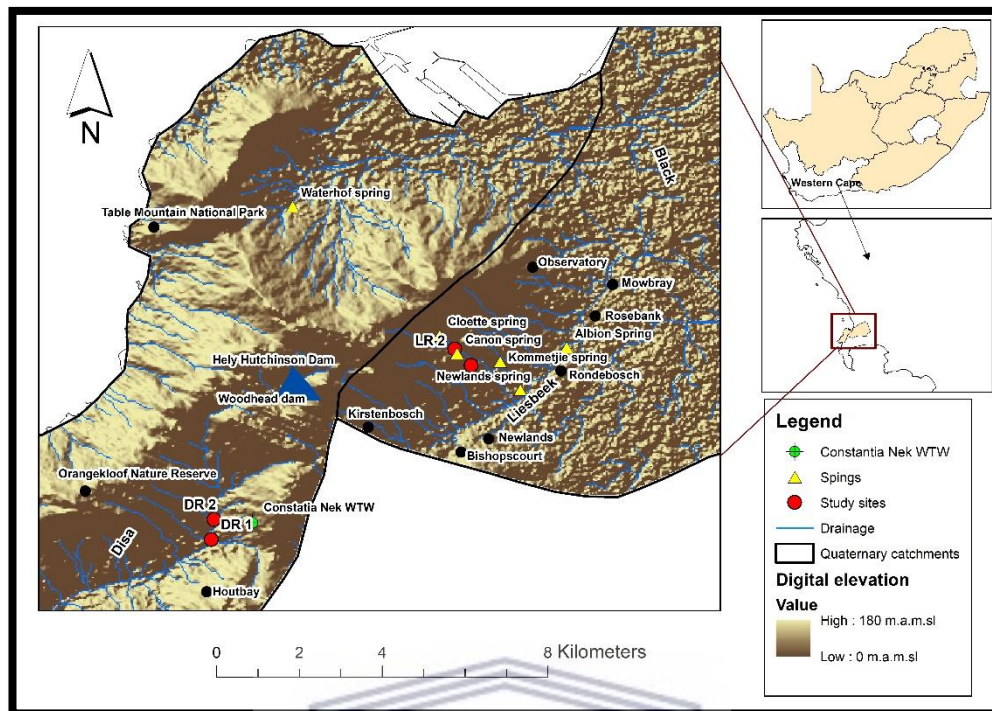 N
Black
Waterhof spring
Table Mountain National Park
Observatory
Mowbray
Rosebank
Cloette spring
Albion Spring
LR-2
Canon spring
Kommetjie spring
Hely Hutchinson Dam
Newlands spring
Rondebosch
Woodhead dam
Liesbeek
Kirstenbosch
Newlands
Bishopscourt
Orangekloof Nature Reserve
DR 2
Constatia Nek WTW
DR 1
Disa
Houtbay
0 2 4 8 Kilometers
Western Cape
Legend
Constantia Nek WTW
Spings
Study sites
Drainage
Quaternary catchments
Digital elevation
Value
High : 180 m.a.m.sl
Low : 0 m.a.m.sl